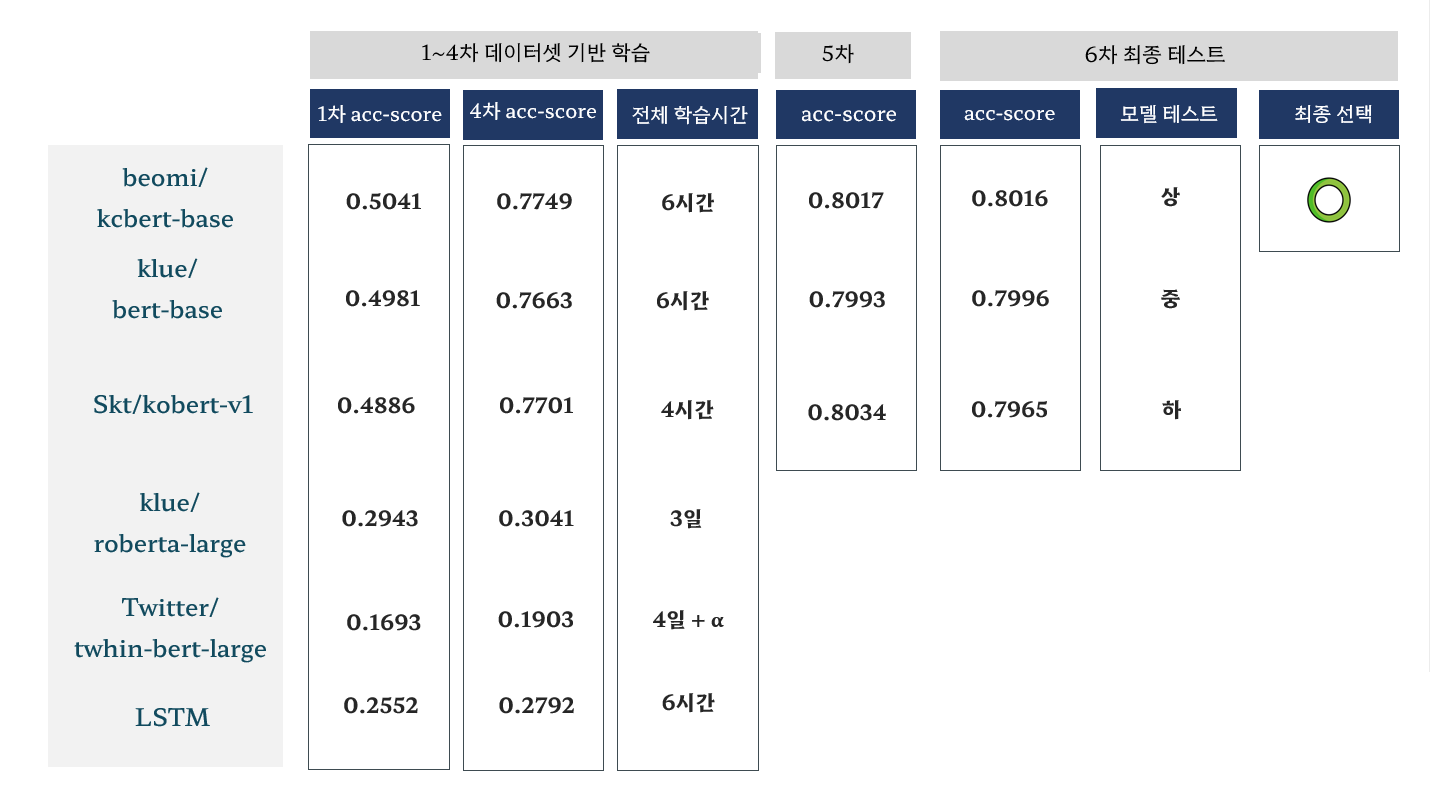 1~4차 데이터셋 기반 학습 5차 6차 최종 테스트
1차 acc-score 4차 acc-score 전체 학습시간 acc-score acc-score 모델 테스트 최종 선택
beomi/
kcbert-base 0.5041 0.7749 6시간 0.8017 0.8016 상
klue/
bert-base 0.4981 0.7663 6시간 0.7993 0.7996 중
Skt/kobert-v1 0.4886 0.7701 4시간 0.8034 0.7965 하
klue/
roberta-large 0.2943 0.3041 3일
Twitter/
twhin-bert-large 0.1693 0.1903 4일 + α
LSTM 0.2552 0.2792 6시간